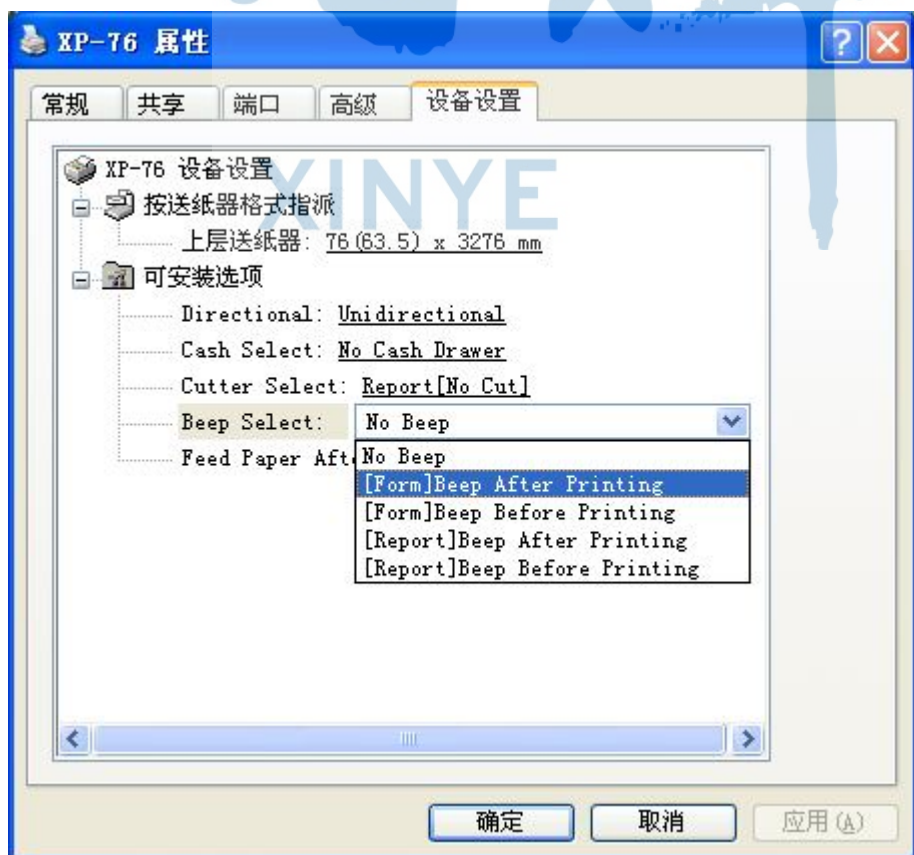 XP-76 属性
常规 共享 端口 高级 设备设置
XINYE
XP-76 设备设置
按送纸器格式指派
上层送纸器: 76(63.5) x 3276 mm
可安装选项
Directional: Unidirectional
Cash Select: No Cash Drawer
Cutter Select: Report[No Cut]
Beep Select: No Beep
Feed Paper Aft
No Beep
[Form]Beep After Printing
[Form]Beep Before Printing
[Report]Beep After Printing
[Report]Beep Before Printing
确定 取消 应用(A)